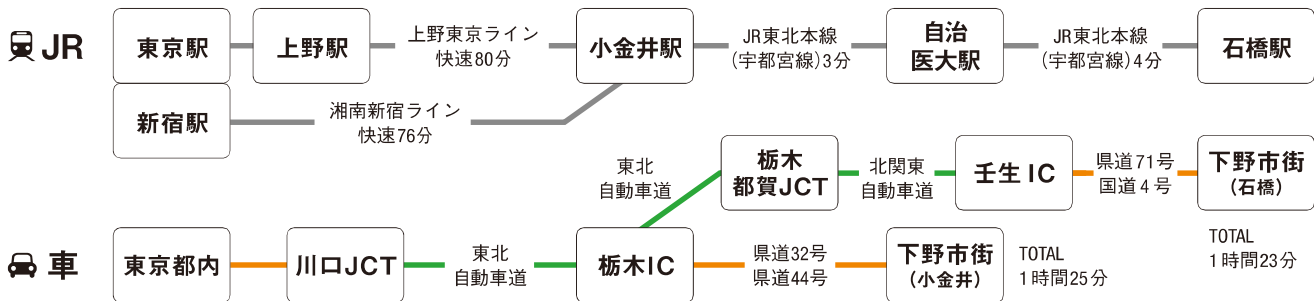 JR
東京駅
上野駅
上野東京ライン
快速80分
小金井駅
JR東北本線
(宇都宮線)3分
自治
医大駅
JR東北本線
(宇都宮線)4分
石橋駅
新宿駅
湘南新宿ライン
快速76分
東北
自動車道
栃木
都賀JCT
北関東
自動車道
壬生IC
県道71号
国道4号
下野市街
(石橋)
TOTAL
1時間23分
車
東京都内
川口JCT
東北
自動車道
栃木IC
県道32号
県道44号
下野市街
(小金井)
TOTAL
1時間25分